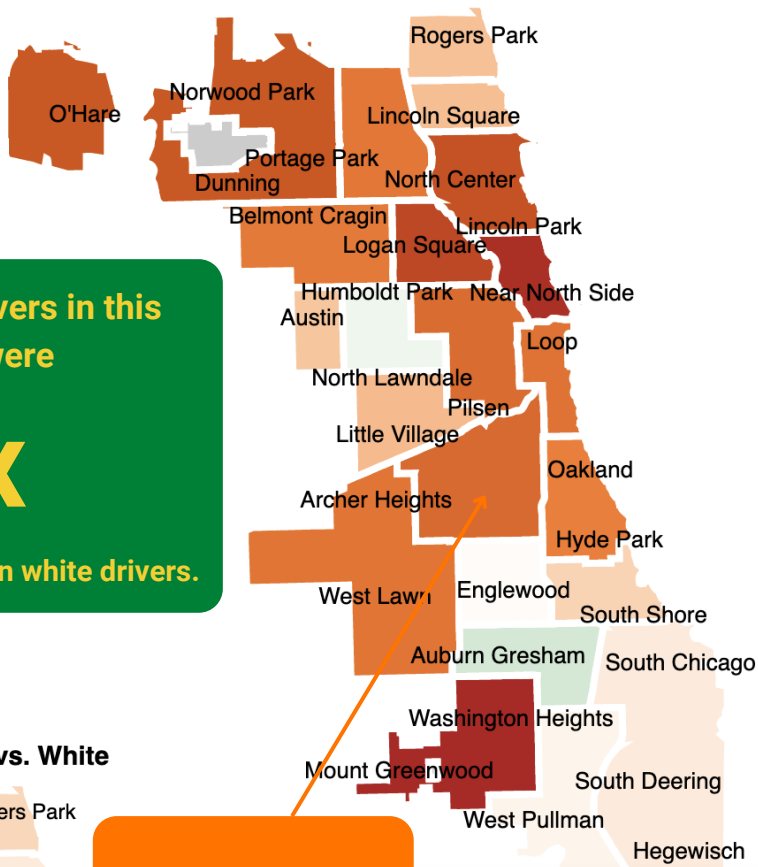 Rogers Park
O'Hare
Norwood Park
Lincoln Square
Portage Park
Dunning
North Center
Belmont Cragin
Lincoln Park
Logan Square
Humboldt Park
Near North Side
Austin
Loop
North Lawndale
Pilsen
Little Village
Oakland
Archer Heights
Hyde Park
Englewood
West Lawn
South Shore
Auburn Gresham
South Chicago
Washington Heights
Mount Greenwood
South Deering
West Pullman
Hegewisch
vers in this
vere
x
n white drivers.
vs. White
ers Park